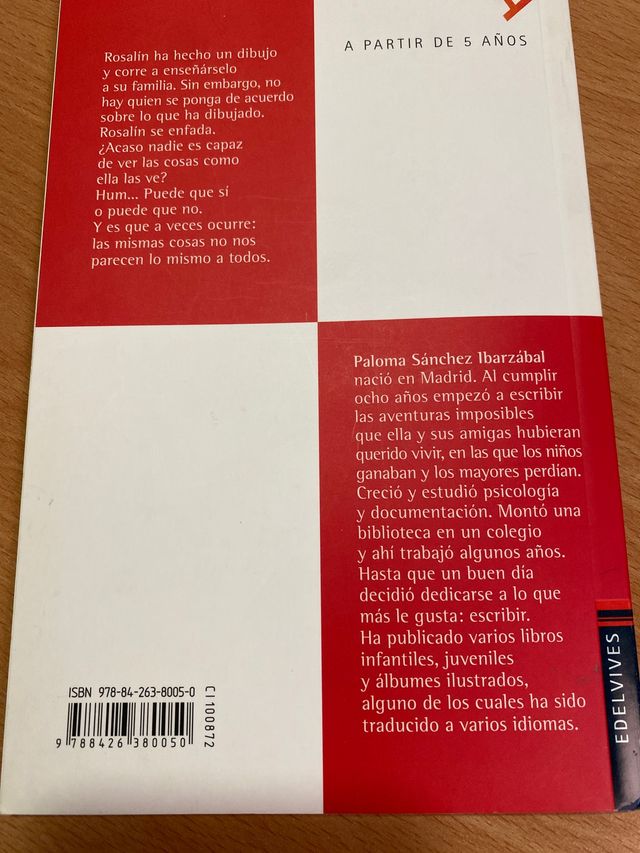 A PARTIR DE 5 AÑOS
Rosalín ha hecho un dibujo
y corre a enseñárselo
a su familia. Sin embargo, no
hay quien se ponga de acuerdo
sobre lo que ha dibujado.
Rosalín se enfada.
¿Acaso nadie es capaz
de ver las cosas como
ella las ve?
Hum... Puede que sí
o puede que no.
Y es que a veces ocurre:
las mismas cosas no nos
parecen lo mismo a todos.
Paloma Sánchez Ibarzábal
nació en Madrid. Al cumplir
ocho años empezó a escribir
las aventuras imposibles
que ella y sus amigas hubieran
querido vivir, en las que los niños
ganaban y los mayores perdían.
Creció y estudió psicología
y documentación. Montó una
biblioteca en un colegio
y ahí trabajó algunos años.
Hasta que un buen día
decidió dedicarse a lo que
más le gusta: escribir.
Ha publicado varios libros
infantiles, juveniles
y álbumes ilustrados,
alguno de los cuales ha sido
traducido a varios idiomas.
ISBN 978-84-263-8005-0
9 788426 380050
CI 100872
EDELVIVES